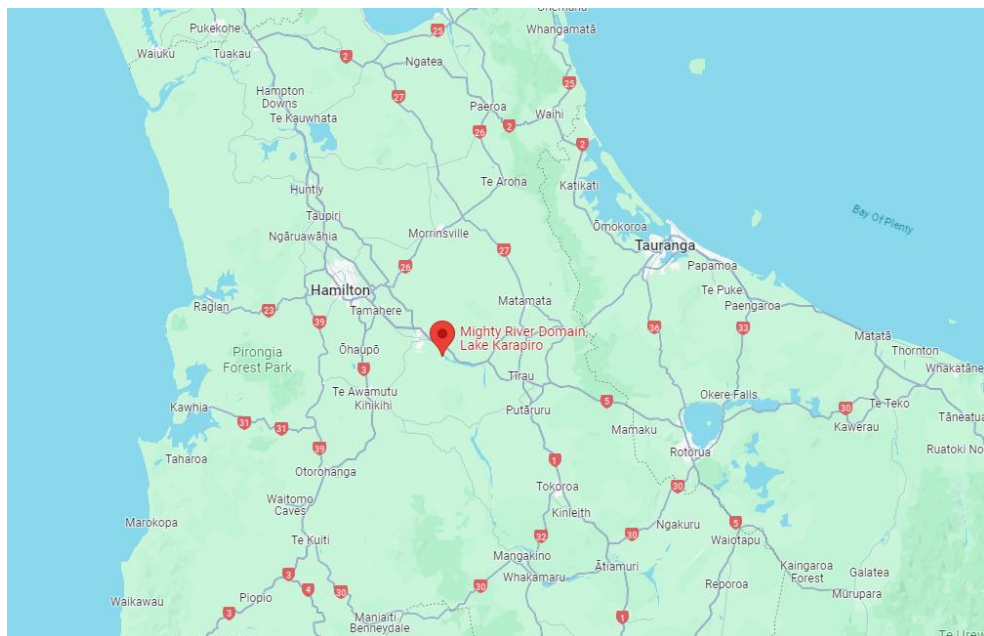 Pukekohe
Waiuku
Tuakau
25
Whangamatā
2
Ngatea
27
25
Hampton
Downs
Te Kauwhata
Paeroa
Waihi
26
2
2
Huntly
Te Aroha
Katikati
Taupiri
Ngāruawāhia
Morrinsville
Ōmokoroa
Bay Of Plenty
Tauranga
27
26
Papamoa
Hamilton
Te Puke
Raglan
23
39
Tamahere
Matamata
Paengaroa
36
33
Mighty River Domain,
Lake Karapiro
Matatā
Thornton
Pirongia
Forest Park
Ōhaupō
3
Tīrau
Whakatāne
Te Awamutu
Kihikihi
Okere Falls
Kawhia
Putāruru
5
30
Te Teko
31
31
Mamaku
Kawerau
Tāneatua
39
Rotorua
Ruatoki No
Taharoa
Otorohanga
1
Waitomo
Caves
Tokoroa
30
Kinleith
Marokopa
Ngakuru
5
Te Kuiti
32
30
Waiotapu
Mangakino
Ātiamuri
Kaingaroa
Forest
Galatea
3
4
30
30
Whakamaru
Reporoa
Murupara
Waikawau
3
Piopio
Maniaiti /
Benneydale
1
Te Urew